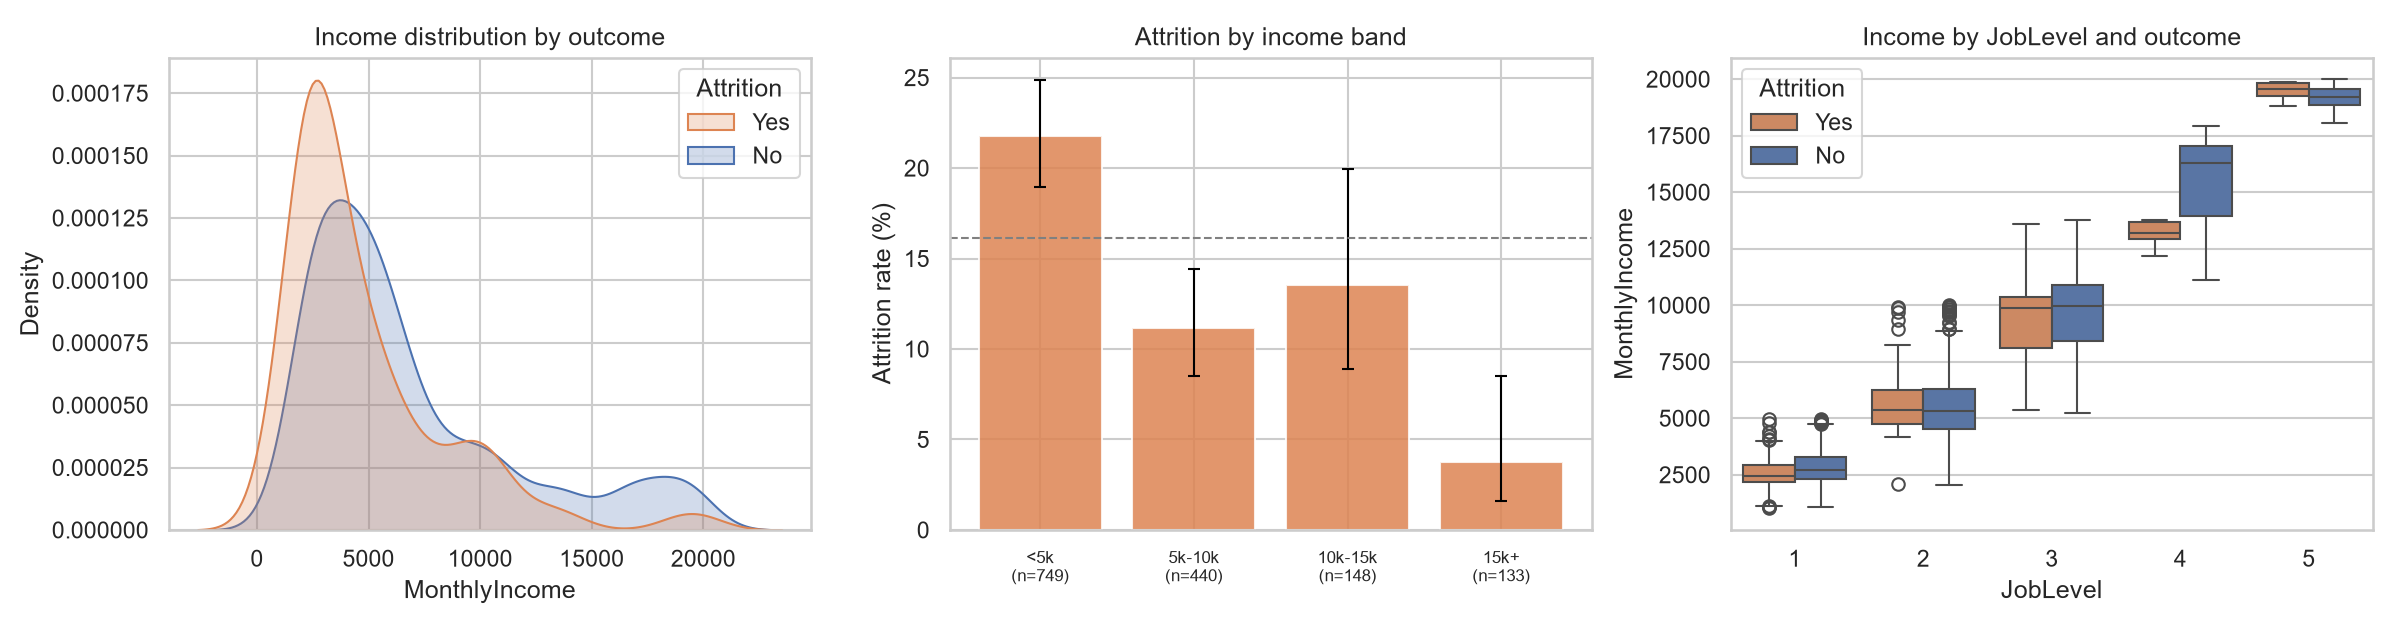 Income distribution by outcome
Density
0.000175
0.000150
0.000125
0.000100
0.000075
0.000050
0.000025
0.000000
0 5000 10000 15000 20000
MonthlyIncome
Attrition
Yes
No
Attrition by income band
Attrition rate (%)
25
20
15
10
5
0
<5k 5k-10k 10k-15k 15k+
(n=749) (n=440) (n=148) (n=133)
Income by JobLevel and outcome
MonthlyIncome
20000
17500
15000
12500
10000
7500
5000
2500
1 2 3 4 5
JobLevel
Attrition
Yes
No